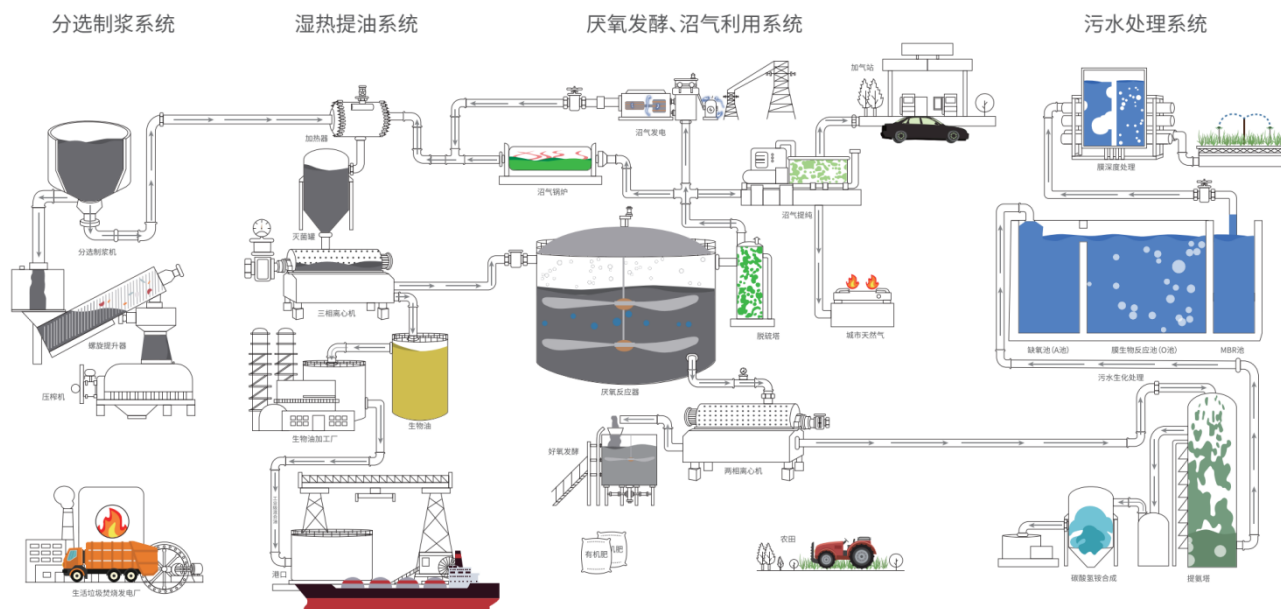 分选制浆系统
湿热提油系统
厌氧发酵、沼气利用系统
污水处理系统
分选制浆机
螺旋提升器
压榨机
生活垃圾焚烧发电厂
加热器
灭菌罐
三相离心机
生物油加工厂
生物油
港口
沼气发电
沼气锅炉
加气站
沼气提纯
脱硫塔
城市天然气
厌氧反应器
两相离心机
好氧发酵
有机肥
机肥
农田
膜深度处理
缺氧池(A池)
膜生物反应池(O池)
MBR池
污水生化处理
碳酸氢铵合成
提氨塔